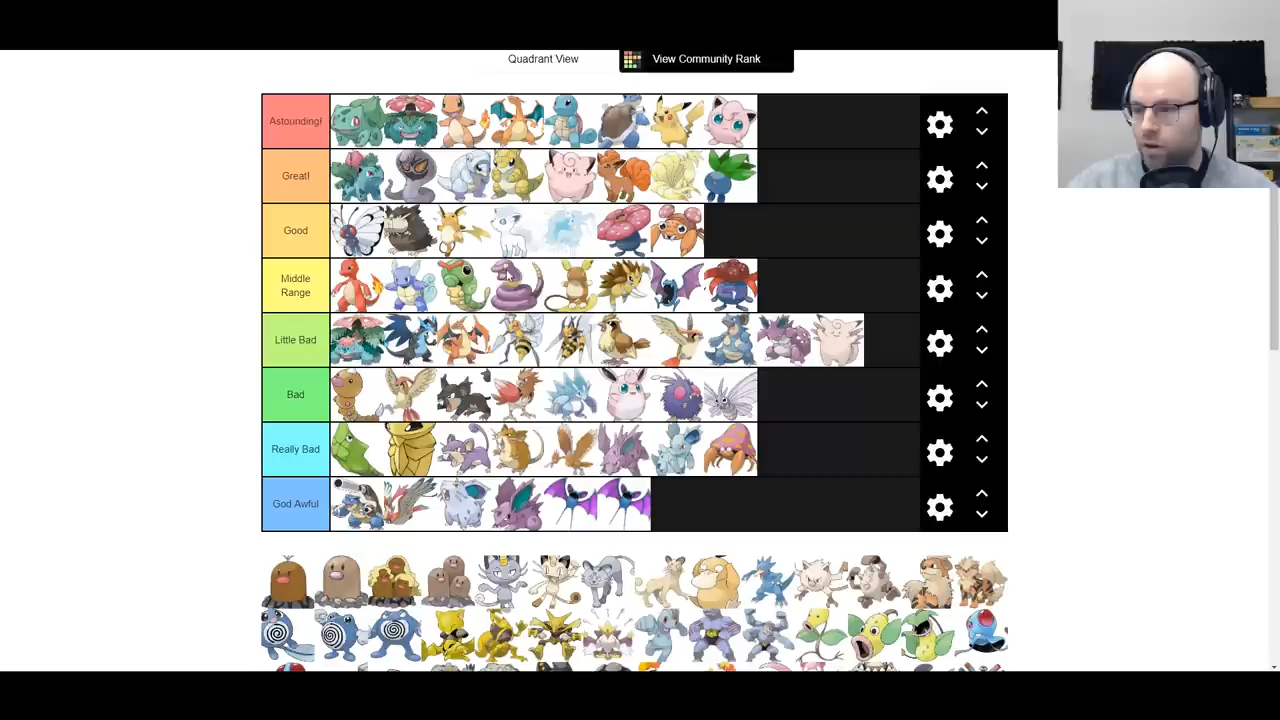 Quadrant View
View Community Rank
Astounding!
Great!
Good
Middle
Range
Little Bad
Bad
Really Bad
God Awful